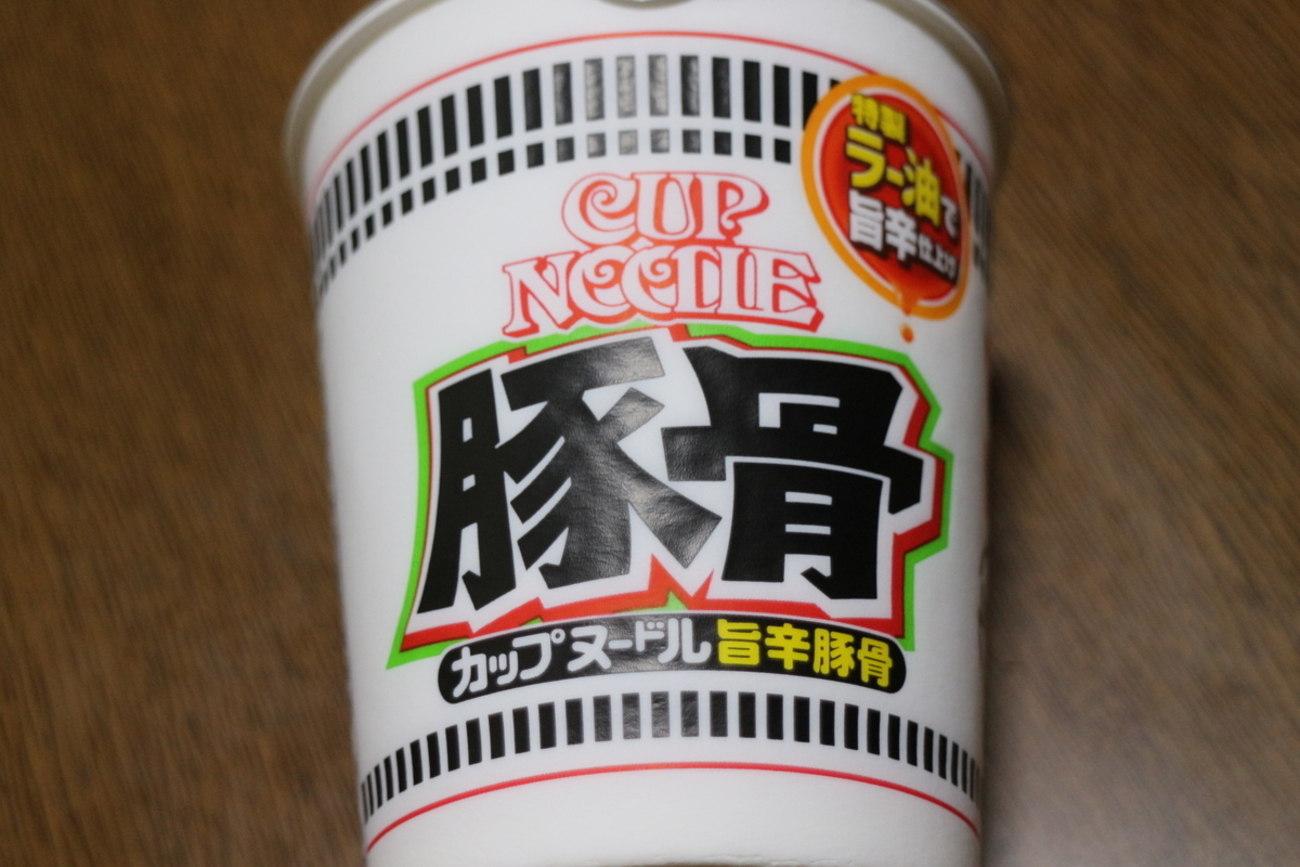 特製
ラー油で
旨辛仕上げ
CUP
NOODLE
豚骨
カップヌードル 旨辛豚骨